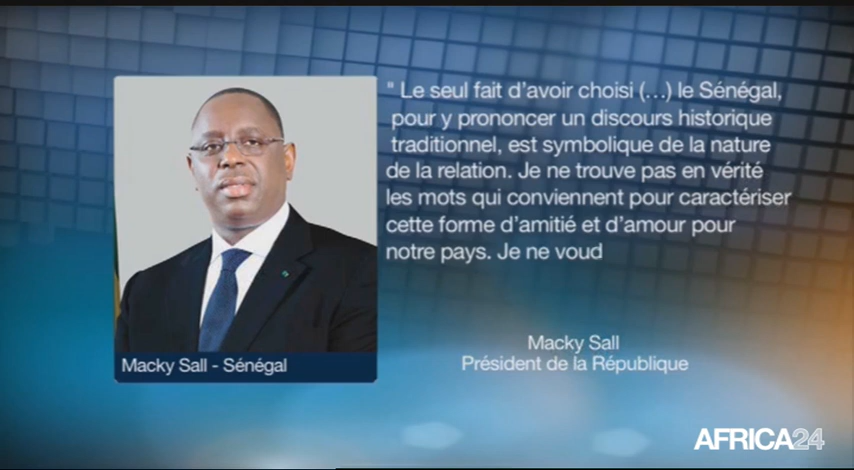 " Le seul fait d'avoir choisi (...) le Sénégal,
pour y prononcer un discours historique
traditionnel, est symbolique de la nature
de la relation. Je ne trouve pas en vérité
les mots qui conviennent pour caractériser
cette forme d'amitié et d'amour pour
notre pays. Je ne voud
Macky Sall - Sénégal
Macky Sall
Président de la République
AFRICA24